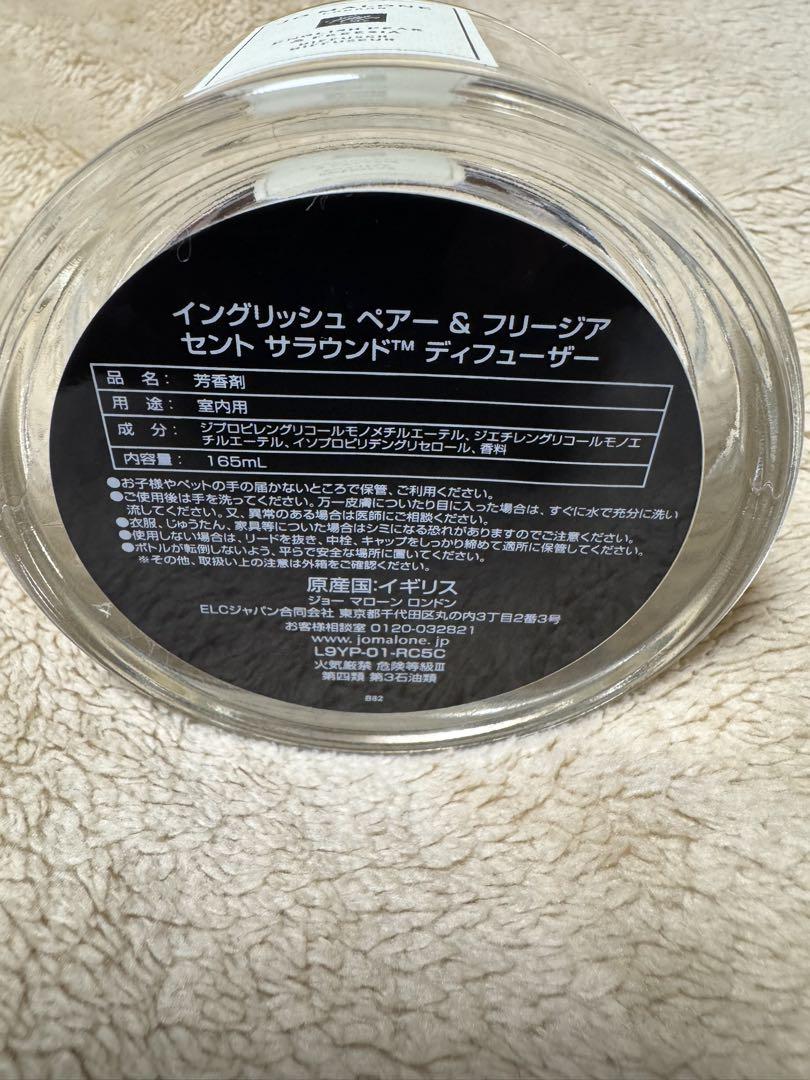 JO MALONE
LONDON
ENGLISH PEAR
& FREESIA
DIFFUSER
DIFFUSEUR
イングリッシュ ペアー & フリージア
セント サラウンド™ ディフューザー
品 名: 芳香剤
用 途: 室内用
成 分: ジプロピレングリコールモノメチルエーテル、ジエチレングリコールモノエ
チルエーテル、イソプロピリデングリセロール、香料
内容量: 165mL
●お子様やペットの手の届かないところで保管、ご利用ください。
●ご使用後は手を洗ってください。万一皮膚についたり目に入った場合は、すぐに水で充分に洗い
流してください。又、異常のある場合は医師にご相談ください。
●衣服、じゅうたん、家具等についた場合はシミになる恐れがありますのでご注意ください。
●使用しない場合は、リードを抜き、中栓、キャップをしっかり締めて適所に保管してください。
●ボトルが転倒しないよう、平らで安全な場所に置いてください。
※その他、取扱い上の注意は外箱をご確認ください。
原産国:イギリス
ジョー マローン ロンドン
ELCジャパン合同会社 東京都千代田区丸の内3丁目2番3号
お客様相談室 0120-032821
www.jomalone.jp
L9YP-01-RC5C
火気厳禁 危険等級Ⅲ
第四類 第3石油類
B82